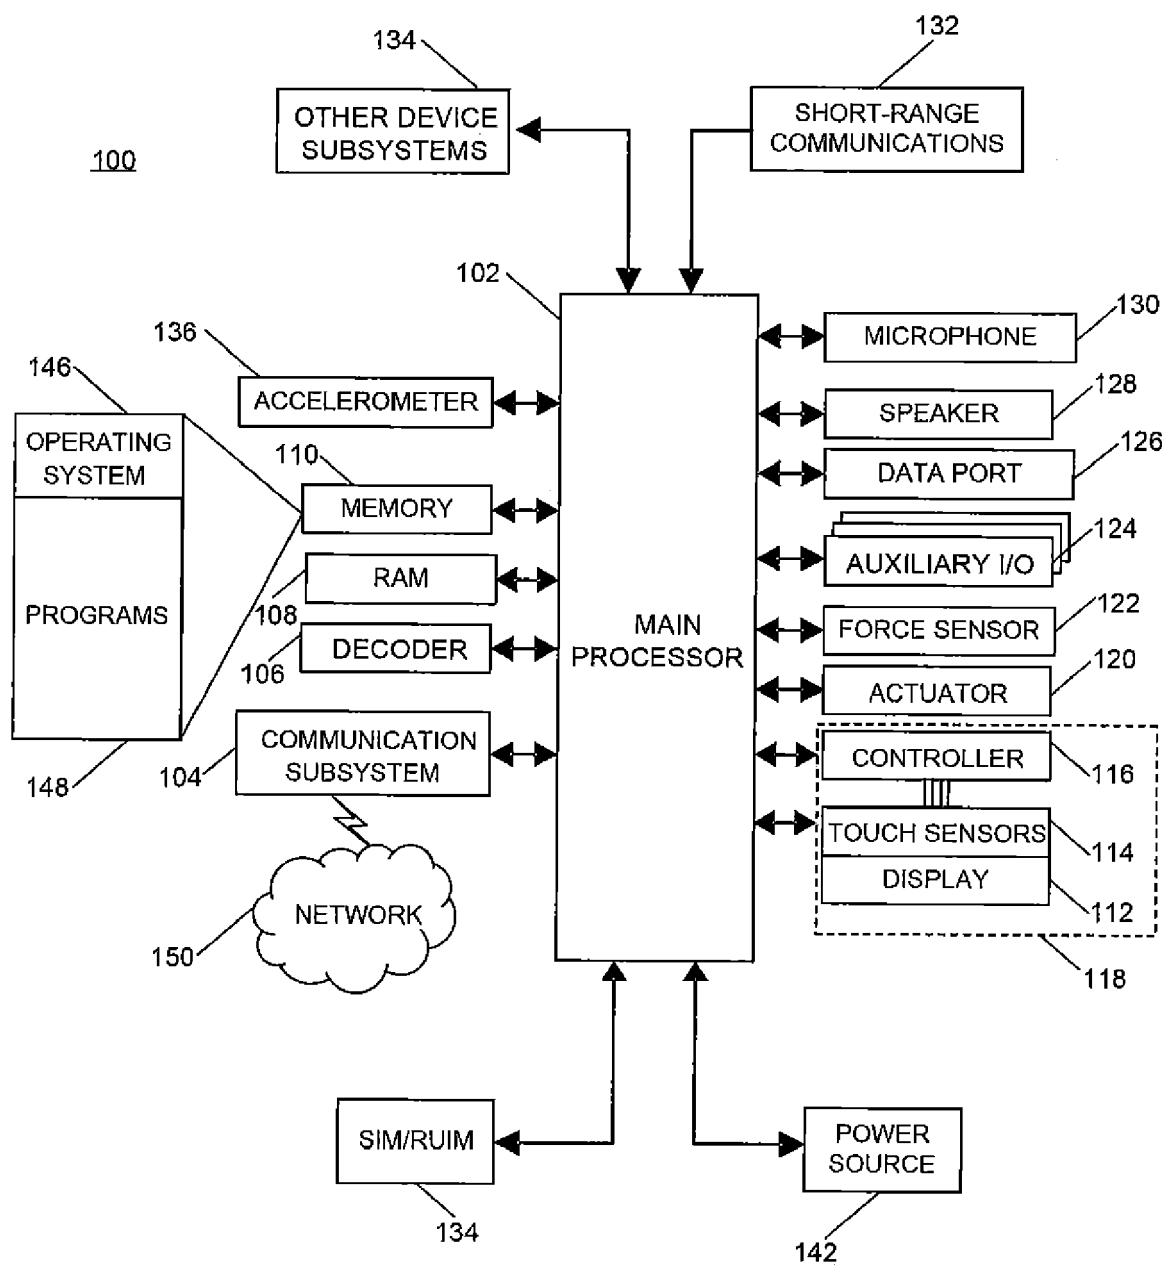 134
132
OTHER DEVICE
SUBSYSTEMS
SHORT-RANGE
COMMUNICATIONS
100
102
130
MICROPHONE
136
146
ACCELEROMETER
128
SPEAKER
OPERATING
SYSTEM
110
MEMORY
126
DATA PORT
124
AUXILIARY I/O
RAM
108
PROGRAMS
122
FORCE SENSOR
MAIN
PROCESSOR
DECODER
106
120
ACTUATOR
COMMUNICATION
SUBSYSTEM
104
148
CONTROLLER
116
TOUCH SENSORS
114
DISPLAY
112
NETWORK
150
118
SIM/RUIM
134
POWER
SOURCE
142